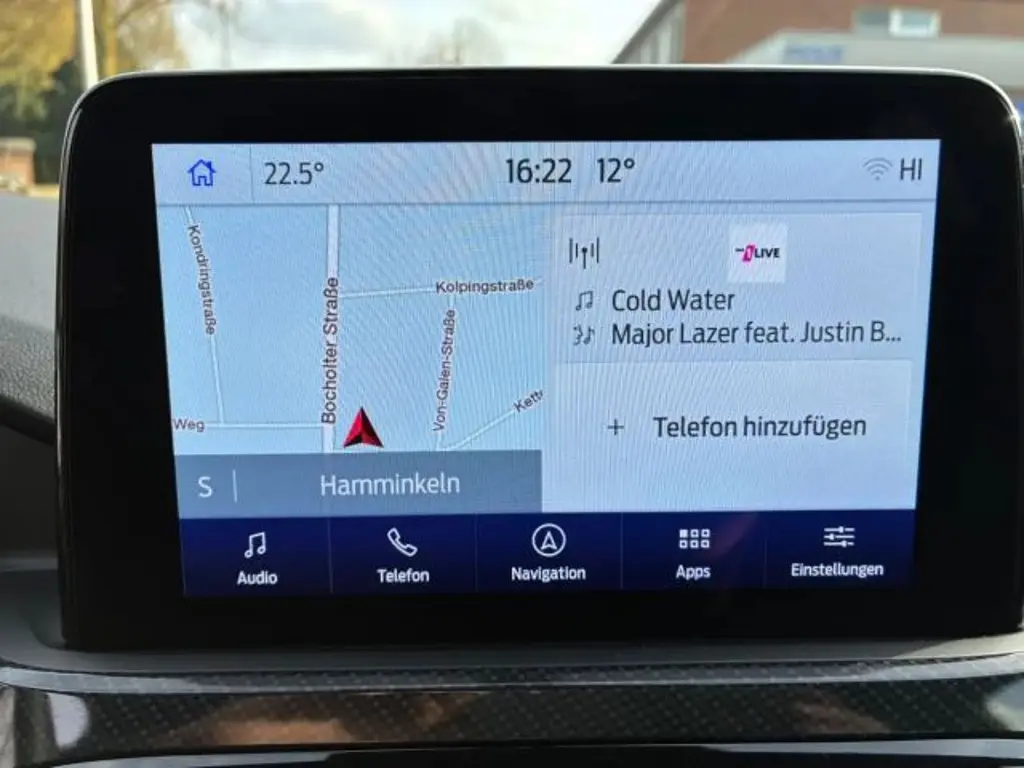 22.5°
16:22 12°
HI
Kondringstraße
Bocholter Straße
Kolpingstraße
Von-Galen-Straße
Kettr
Weg
S
Hamminkeln
1LIVE
Cold Water
Major Lazer feat. Justin B...
+ Telefon hinzufügen
Audio
Telefon
Navigation
Apps
Einstellungen